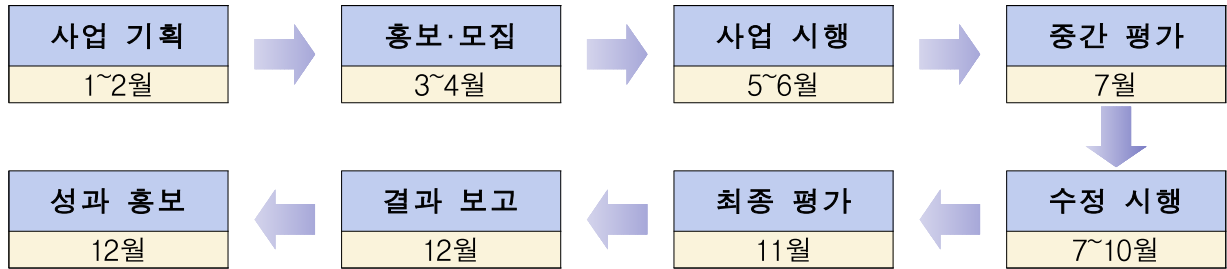 사업 기획
1~2월
홍보·모집
3~4월
사업 시행
5~6월
중간 평가
7월
수정 시행
7~10월
최종 평가
11월
결과 보고
12월
성과 홍보
12월